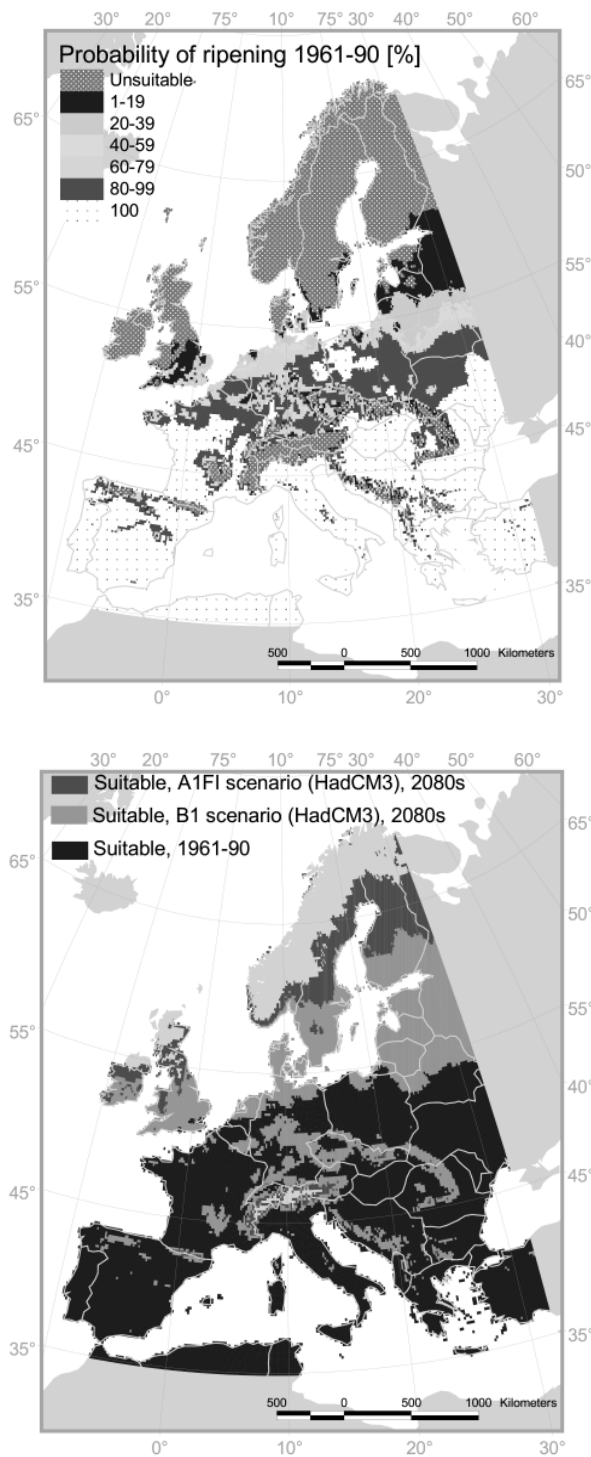 30° 20° 75° 10° 75° 30° 40° 50° 60°
Probability of ripening 1961-90 [%]
Unsuitable
1-19
20-39
40-59
60-79
80-99
100
65°
55°
45°
35°
65°
50°
55°
40°
45°
35°
500 0 500 1000 Kilometers
0° 10° 20° 30°
30° 20° 75° 10° 75° 30° 40° 50° 60°
Suitable, A1FI scenario (HadCM3), 2080s
Suitable, B1 scenario (HadCM3), 2080s
Suitable, 1961-90
65°
55°
45°
35°
65°
50°
55°
40°
45°
35°
500 0 500 1000 Kilometers
0° 10° 20° 30°